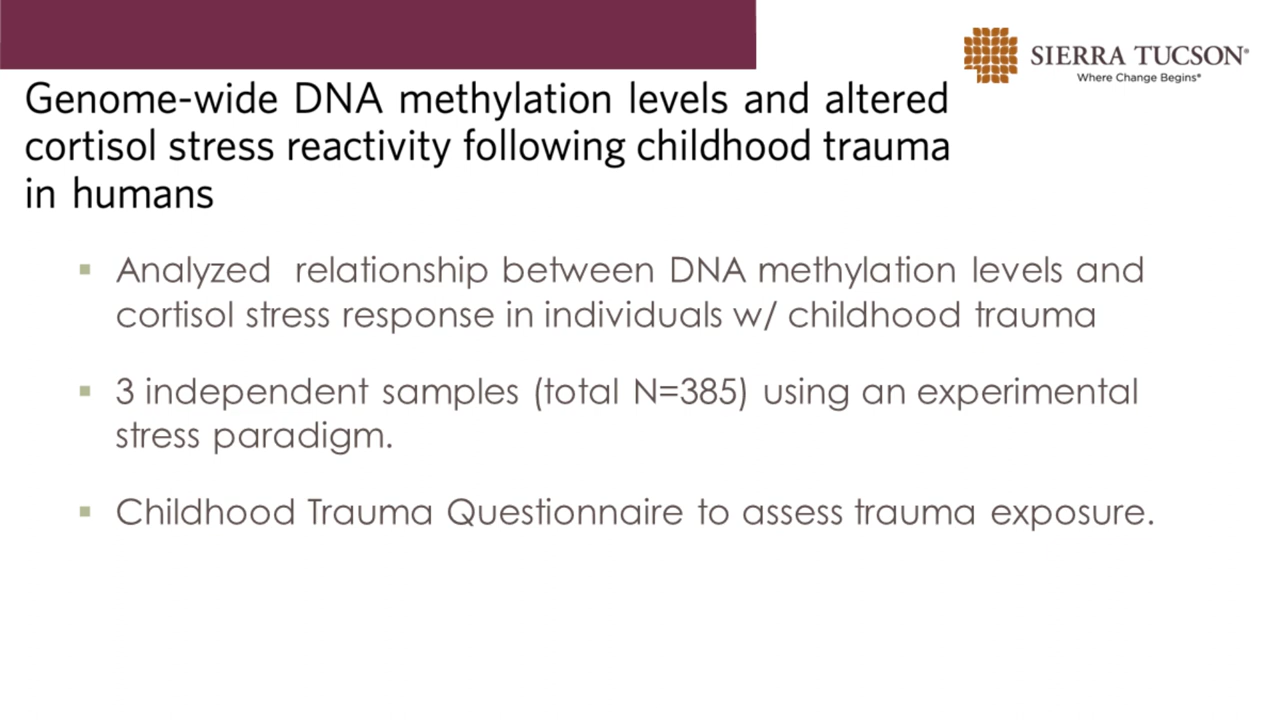 SIERRA TUCSON®
Where Change Begins®
Genome-wide DNA methylation levels and altered
cortisol stress reactivity following childhood trauma
in humans
▪ Analyzed relationship between DNA methylation levels and
cortisol stress response in individuals w/ childhood trauma
▪ 3 independent samples (total N=385) using an experimental
stress paradigm.
▪ Childhood Trauma Questionnaire to assess trauma exposure.